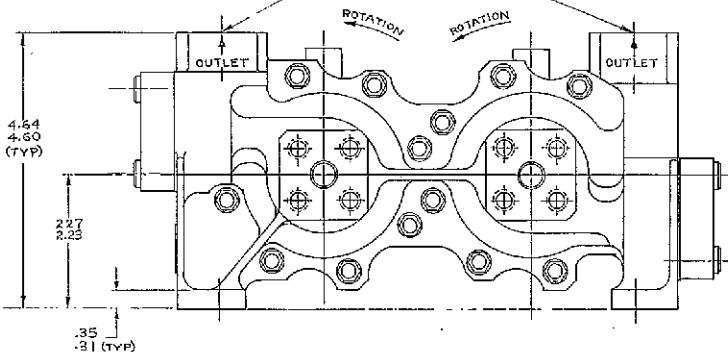 ROTATION
ROTATION
OUTLET
OUTLET
4.64
4.60
(TYP)
2.27
2.23
.35
.31 (TYP)